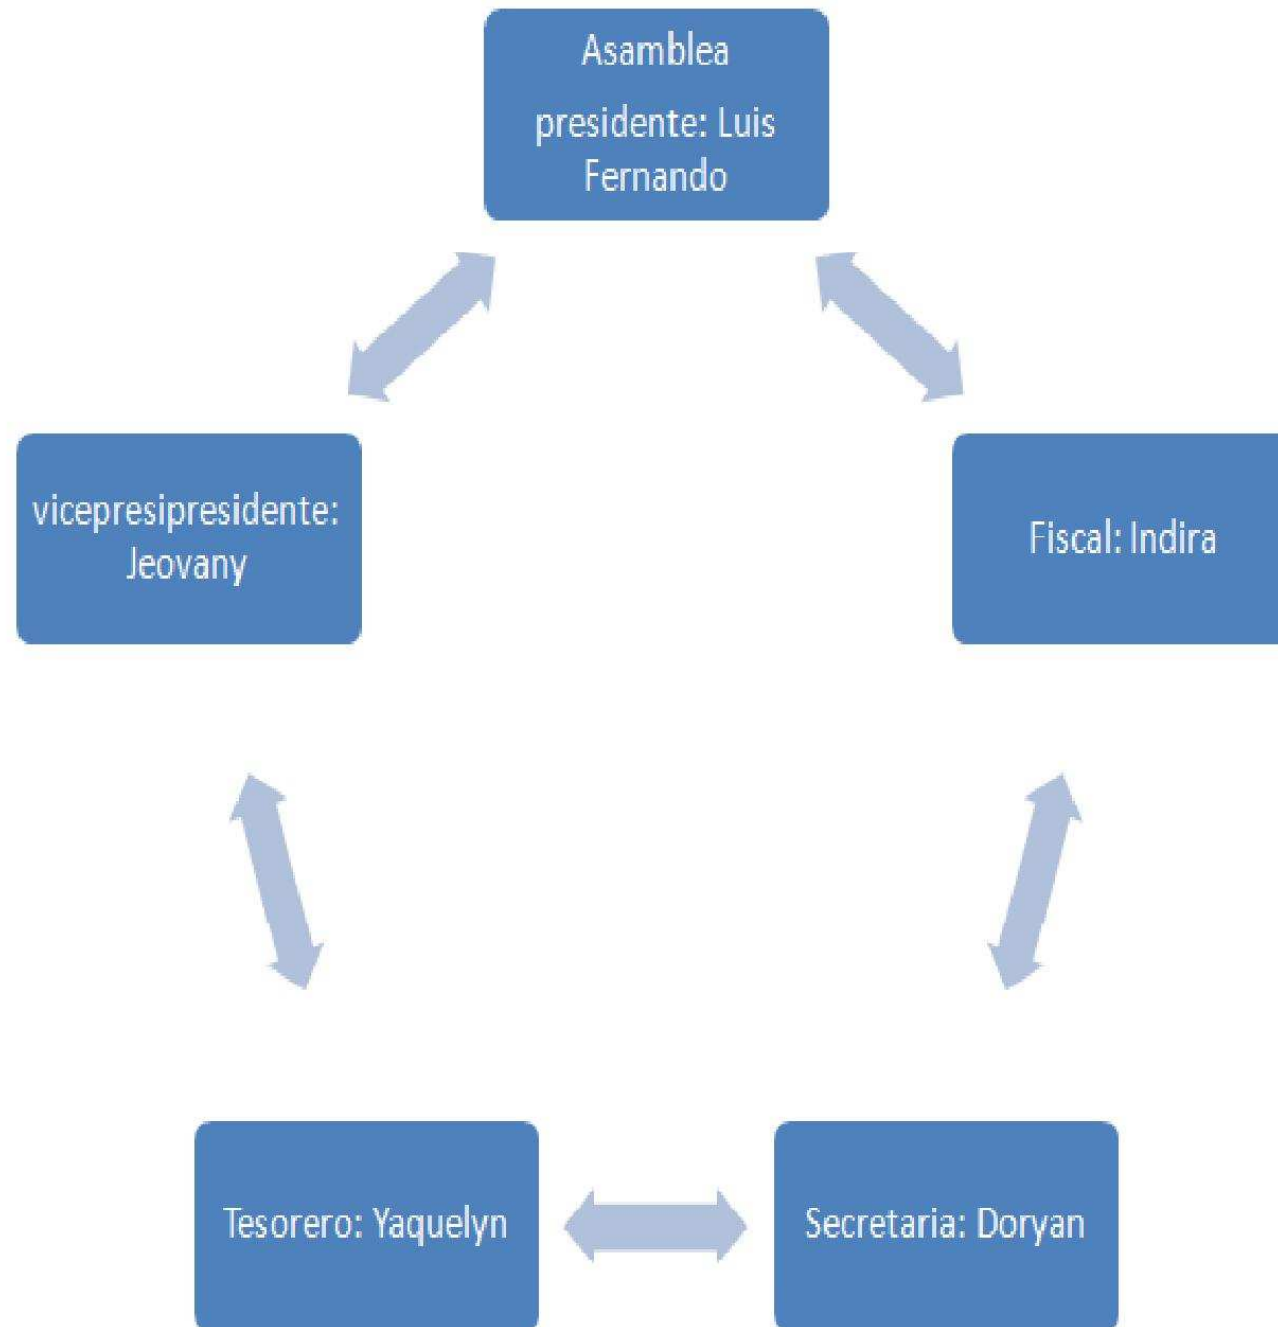 Asamblea
presidente: Luis
Fernando
vicepresipresidente:
Jeovany
Fiscal: Indira
Tesorero: Yaquelyn
Secretaria: Doryan